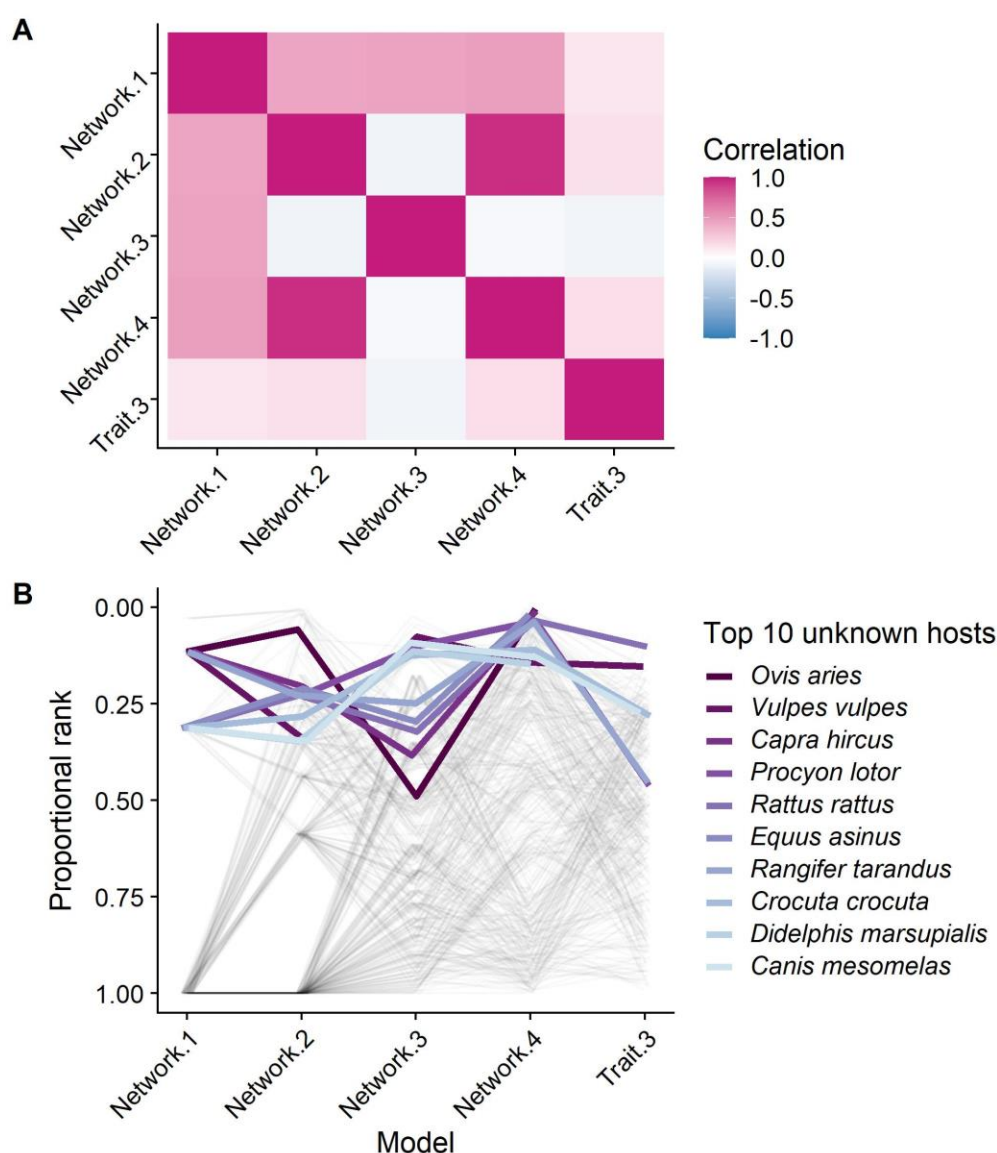 A
Network.1
Network.2
Network.3
Network.4
Trait.3
Network.1
Network.2
Network.3
Network.4
Trait.3
Correlation
1.0
0.5
0.0
-0.5
-1.0
B
Proportional rank
0.00
0.25
0.50
0.75
1.00
Network.1
Network.2
Network.3
Network.4
Trait.3
Model
Top 10 unknown hosts
Ovis aries
Vulpes vulpes
Capra hircus
Procyon lotor
Rattus rattus
Equus asinus
Rangifer tarandus
Crocuta crocuta
Didelphis marsupialis
Canis mesomelas